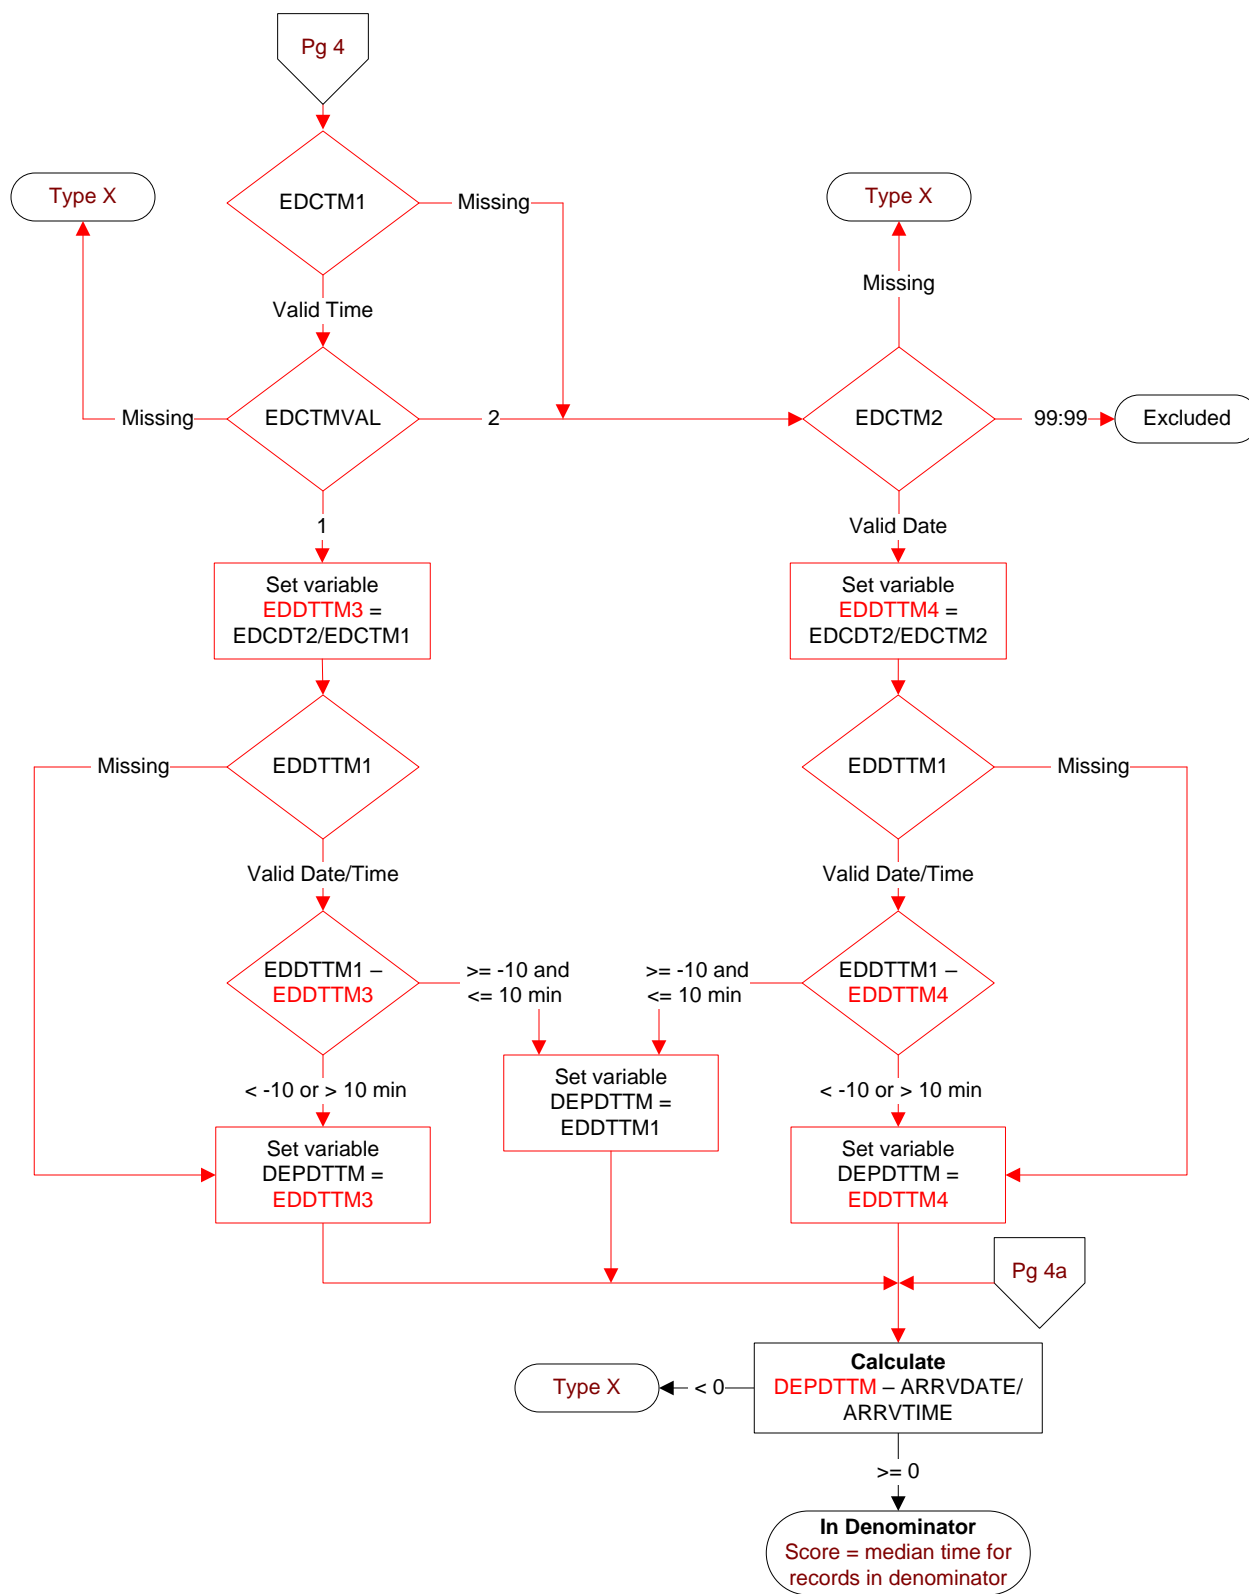 Pg 4
EDCTM1
Missing
Type X
Type X
Missing
Valid Time
Missing
EDCTMVAL
2
EDCTM2
99:99
Excluded
1
Valid Date
Set variable
EDDTTM3 =
EDCDT2/EDCTM1
Set variable
EDDTTM4 =
EDCDT2/EDCTM2
Missing
EDDTTM1
EDDTTM1
Missing
Valid Date/Time
Valid Date/Time
EDDTTM1 –
EDDTTM3
>= -10 and
<= 10 min
>= -10 and
<= 10 min
EDDTTM1 –
EDDTTM4
< -10 or > 10 min
Set variable
DEPDTTM =
EDDTTM1
< -10 or > 10 min
Set variable
DEPDTTM =
EDDTTM3
Set variable
DEPDTTM =
EDDTTM4
Pg 4a
Type X
< 0
Calculate
DEPDTTM – ARRVDATE/
ARRVTIME
>= 0
In Denominator
Score = median time for
records in denominator